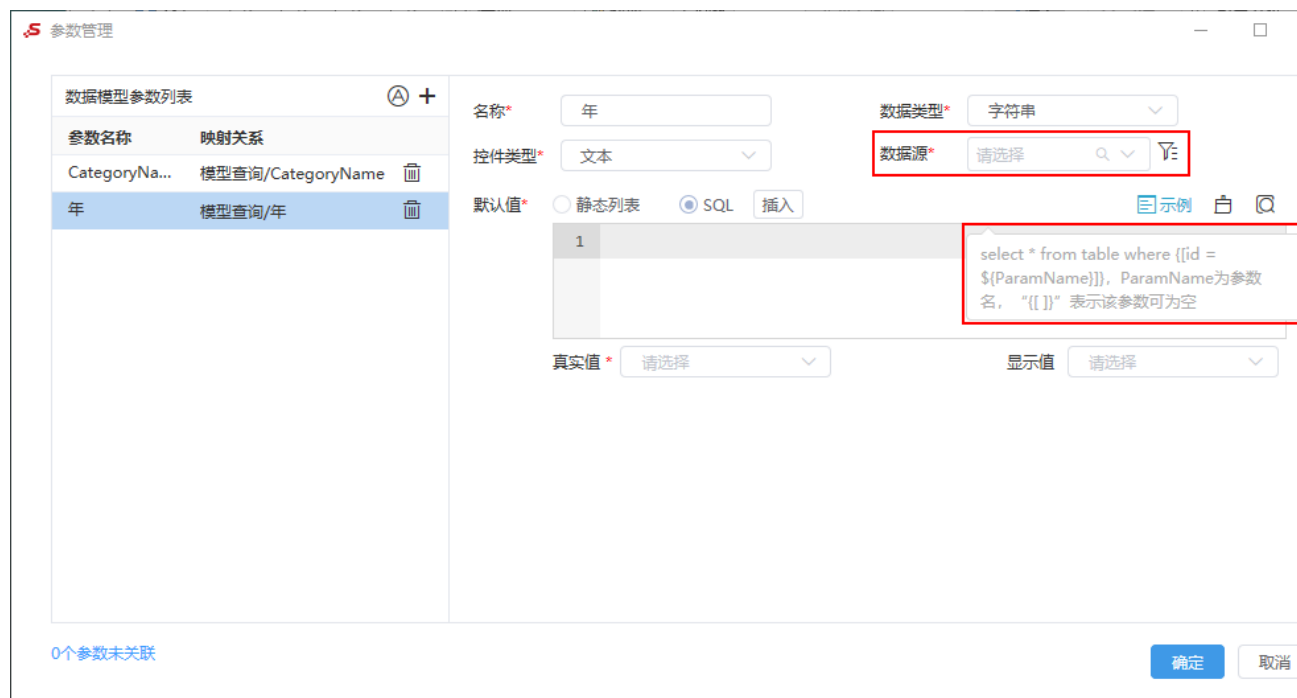 参数管理
数据模型参数列表
参数名称 映射关系
CategoryNa... 模型查询/CategoryName
年 模型查询/年
名称* 年 数据类型* 字符串
控件类型* 文本 数据源* 请选择
默认值* 静态列表 SQL 插入 示例
1
select * from table where {[id =
${ParamName}]}, ParamName为参数
名， “{[ ]}” 表示该参数可为空
真实值 * 请选择 显示值 请选择
0个参数未关联
确定 取消